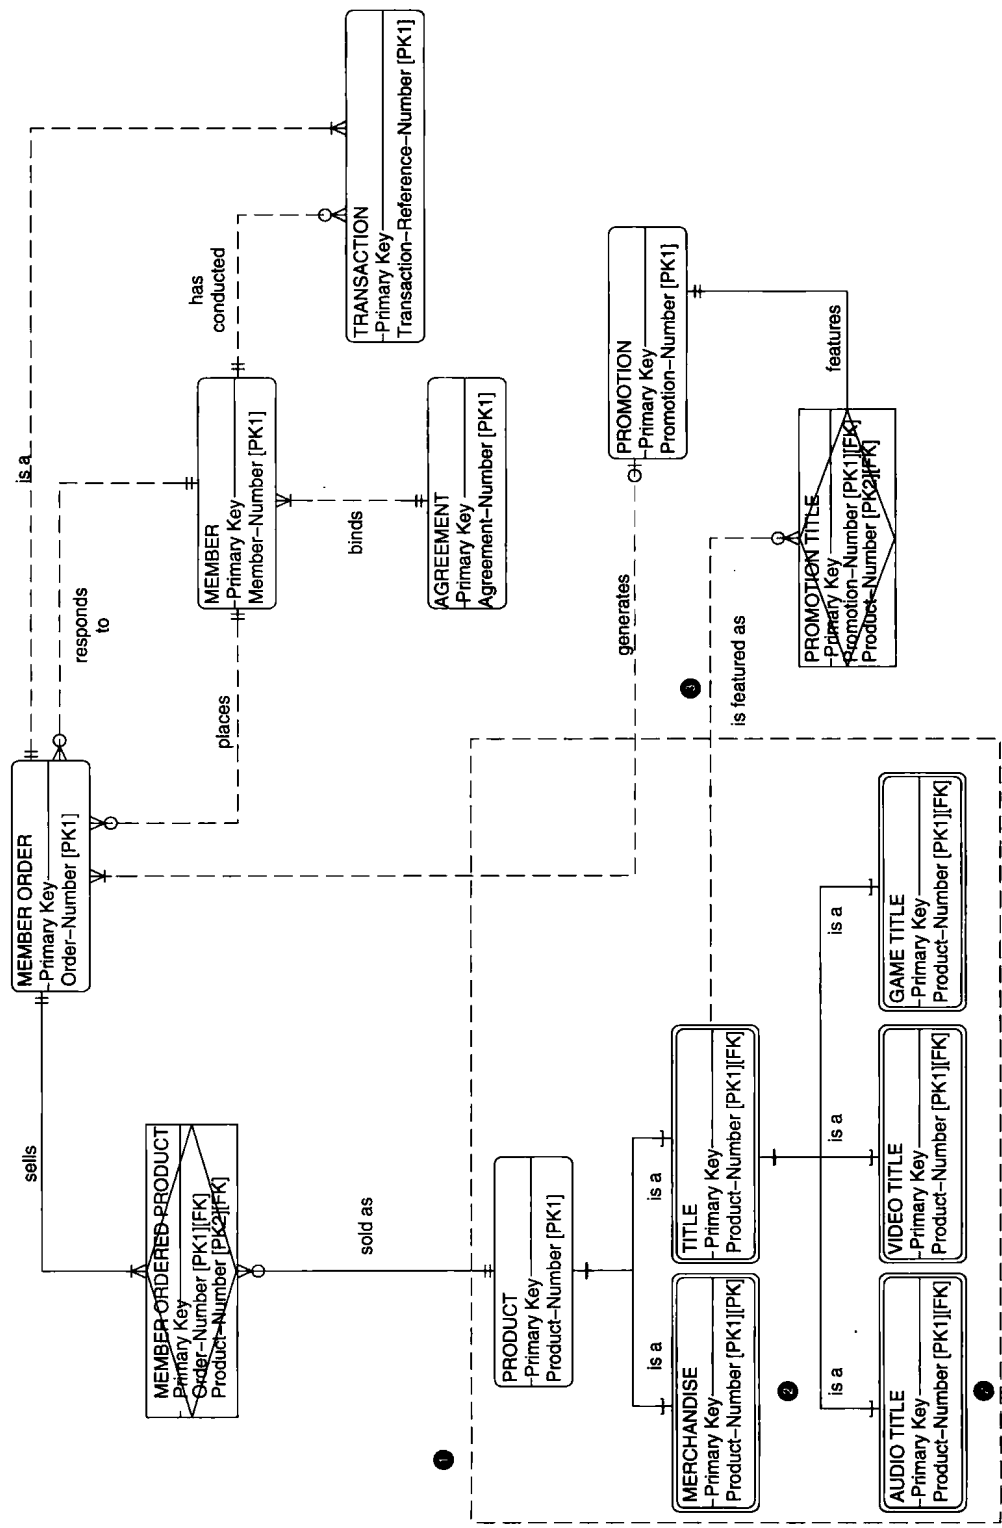 sells
is a
MEMBER ORDER
Primary Key
Order–Number [PK1]
responds
to
MEMBER ORDERED PRODUCT
Primary Key
Order–Number [PK1][FK]
Product–Number [PK2][FK]
places
MEMBER
Primary Key
Member–Number [PK1]
has
conducted
sold as
binds
TRANSACTION
Primary Key
Transaction–Reference–Number [PK1]
1
AGREEMENT
Primary Key
Agreement–Number [PK1]
PRODUCT
Primary Key
Product–Number [PK1]
generates
PROMOTION
Primary Key
Promotion–Number [PK1]
is a
is a
3
MERCHANDISE
Primary Key
Product–Number [PK1][PK]
TITLE
Primary Key
Product–Number [PK1][FK]
is featured as
2
PROMOTION TITLE
Primary Key
Promotion–Number [PK1][FK]
Product–Number [PK2][FK]
features
is a
is a
is a
AUDIO TITLE
Primary Key
Product–Number [PK1][FK]
VIDEO TITLE
Primary Key
Product–Number [PK1][FK]
GAME TITLE
Primary Key
Product–Number [PK1][FK]